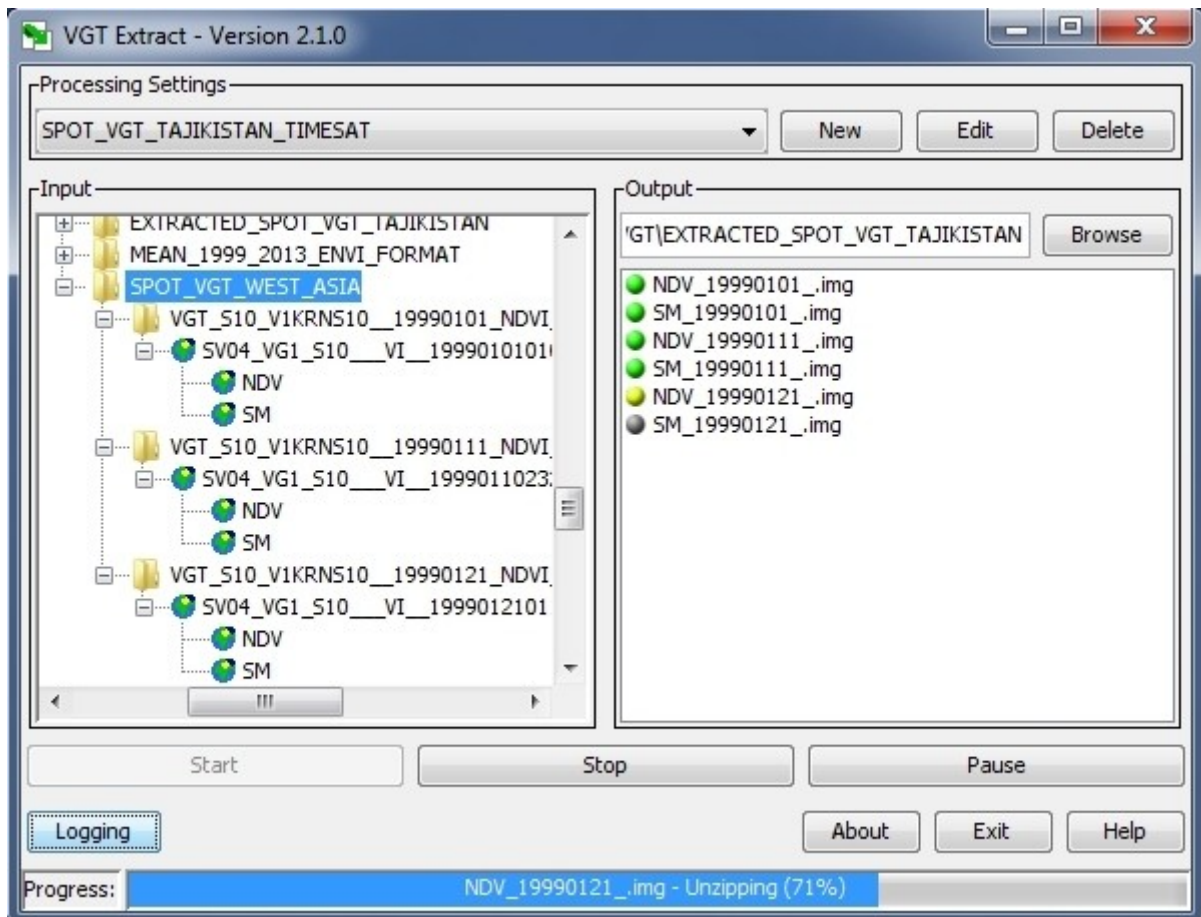 VGT Extract - Version 2.1.0
Processing Settings
SPOT_VGT_TAJIKISTAN_TIMESAT
New
Edit
Delete
Input
EXTRACTED_SPOT_VGT_TAJIKISTAN
MEAN_1999_2013_ENVI_FORMAT
SPOT_VGT_WEST_ASIA
VGT_S10_V1KRNS10__19990101_NDVI_
SV04_VG1_S10___VI__1999010101
NDV
SM
VGT_S10_V1KRNS10__19990111_NDVI_
SV04_VG1_S10___VI__1999011023
NDV
SM
VGT_S10_V1KRNS10__19990121_NDVI_
SV04_VG1_S10___VI__1999012101
NDV
SM
Output
'GT\EXTRACTED_SPOT_VGT_TAJIKISTAN
Browse
NDV_19990101_.img
SM_19990101_.img
NDV_19990111_.img
SM_19990111_.img
NDV_19990121_.img
SM_19990121_.img
Start
Stop
Pause
Logging
About
Exit
Help
Progress:
NDV_19990121_.img - Unzipping (71%)